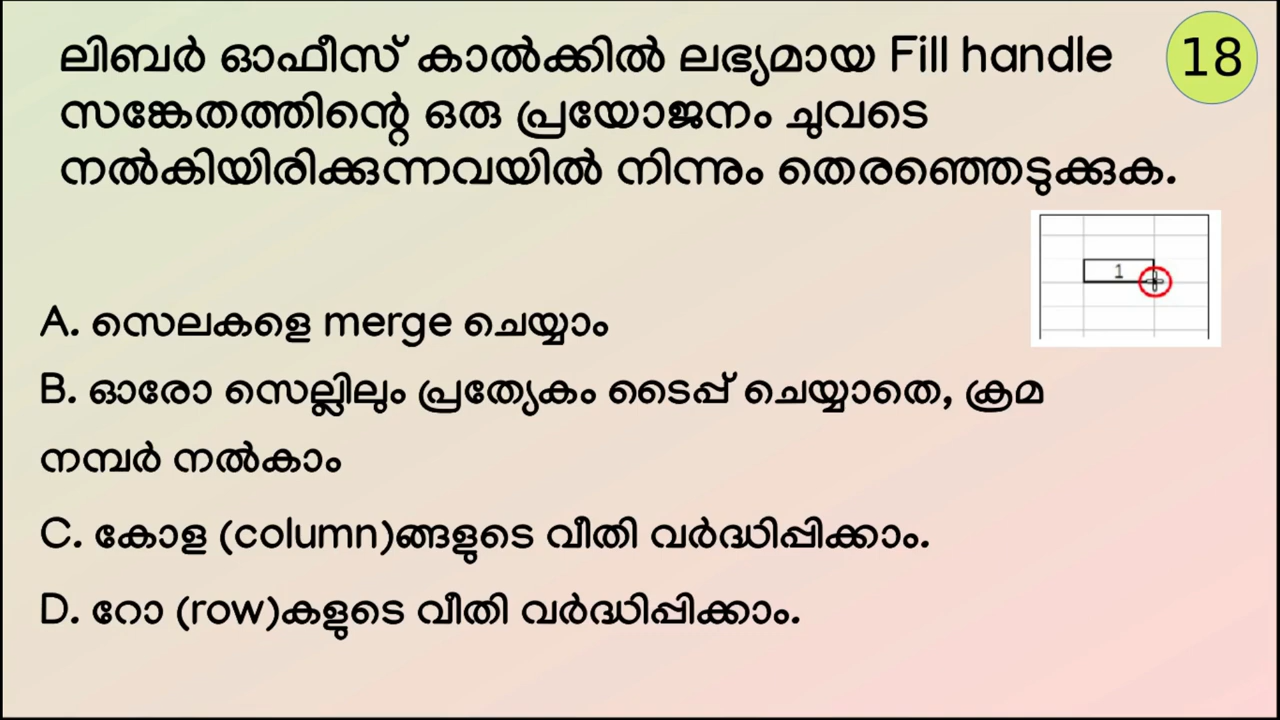 ലിബർ ഓഫീസ് കാൽക്കിൽ ലഭ്യമായ Fill handle
18
സങ്കേതത്തിന്റെ ഒരു പ്രയോജനം ചുവടെ
നൽകിയിരിക്കുന്നവയിൽ നിന്നും തെരഞ്ഞെടുക്കുക.
1
A. സെലകളെ merge ചെയ്യാം
B. ഓരോ സെല്ലിലും പ്രത്യേകം ടൈപ്പ് ചെയ്യാതെ, ക്രമ
നമ്പർ നൽകാം
C. കോള (column)ങ്ങളുടെ വീതി വർദ്ധിപ്പിക്കാം.
D. റോ (row)കളുടെ വീതി വർദ്ധിപ്പിക്കാം.